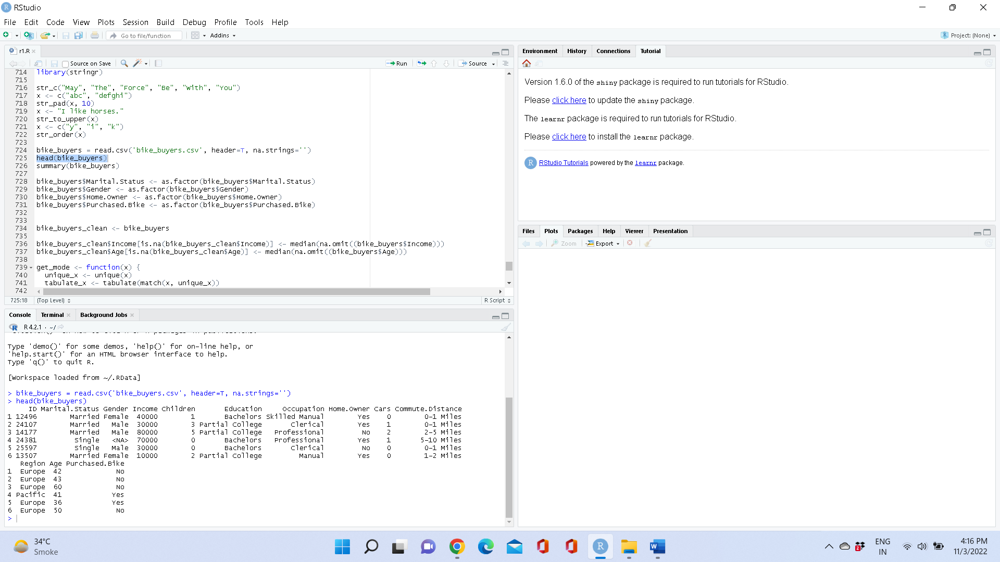 RStudio
File Edit Code View Plots Session Build Debug Profile Tools Help
Go to file/function Addins Project: (None)
r1.R
Source on Save Run Source
714 library(stringr)
715
716 str_c("May", "The", "Force", "Be", "With", "You")
717 x <- c("abc", "defghi")
718 str_pad(x, 10)
719 x <- "I like horses."
720 str_to_upper(x)
721 x <- c("y", "i", "k")
722 str_order(x)
723
724 bike_buyers = read.csv('bike_buyers.csv', header=T, na.strings='')
725 head(bike_buyers)
726 summary(bike_buyers)
727
728 bike_buyers$Marital.Status <- as.factor(bike_buyers$Marital.Status)
729 bike_buyers$Gender <- as.factor(bike_buyers$Gender)
730 bike_buyers$Home.Owner <- as.factor(bike_buyers$Home.Owner)
731 bike_buyers$Purchased.Bike <- as.factor(bike_buyers$Purchased.Bike)
732
733
734 bike_buyers_clean <- bike_buyers
735
736 bike_buyers_clean$Income[is.na(bike_buyers_clean$Income)] <- median(na.omit((bike_buyers$Income)))
737 bike_buyers_clean$Age[is.na(bike_buyers_clean$Age)] <- median(na.omit((bike_buyers$Age)))
738
739 get_mode <- function(x) {
740 unique_x <- unique(x)
741 tabulate_x <- tabulate(match(x, unique_x))
742
725:18 (Top Level) R Script
Console Terminal Background Jobs
R 4.2.1 · ~/
Type 'demo()' for some demos, 'help()' for on-line help, or
'help.start()' for an HTML browser interface to help.
Type 'q()' to quit R.
[Workspace loaded from ~/.RData]
> bike_buyers = read.csv('bike_buyers.csv', header=T, na.strings='')
> head(bike_buyers)
ID Marital.Status Gender Income Children Education Occupation Home.Owner Cars Commute.Distance
1 12496 Married Female 40000 1 Bachelors Skilled Manual Yes 0 0-1 Miles
2 24107 Married Male 30000 3 Partial College Clerical Yes 1 0-1 Miles
3 14177 Married Male 80000 5 Partial College Professional No 2 2-5 Miles
4 24381 Single <NA> 70000 0 Bachelors Professional Yes 1 5-10 Miles
5 25597 Single Male 30000 0 Bachelors Clerical No 0 0-1 Miles
6 13507 Married Female 10000 2 Partial College Manual Yes 0 1-2 Miles
Region Age Purchased.Bike
1 Europe 42 No
2 Europe 43 No
3 Europe 60 No
4 Pacific 41 Yes
5 Europe 36 Yes
6 Europe 50 No
>
Environment History Connections Tutorial
Version 1.6.0 of the shiny package is required to run tutorials for RStudio.
Please click here to update the shiny package.
The learnr package is required to run tutorials for RStudio.
Please click here to install the learnr package.
RStudio Tutorials powered by the learnr package.
Files Plots Packages Help Viewer Presentation
Zoom Export
34°C
Smoke
ENG
IN
4:16 PM
11/3/2022